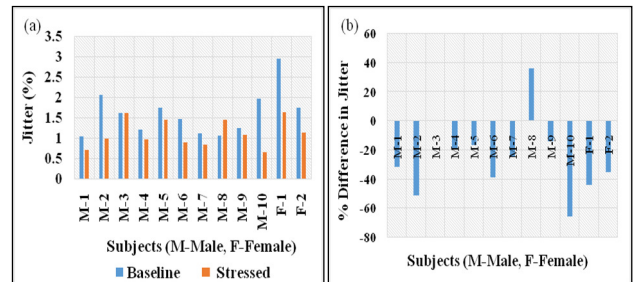 (a)
Jitter (%)
3.5
3
2.5
2
1.5
1
0.5
0
M-1 M-2 M-3 M-4 M-5 M-6 M-7 M-8 M-9 M-10 F-1 F-2
Subjects (M-Male, F-Female)
Baseline Stressed
(b)
% Difference in Jitter
60
40
20
0
-20
-40
-60
-80
M-1 M-2 M-3 M-4 M-5 M-6 M-7 M-8 M-9 M-10 F-1 F-2
Subjects (M-Male, F-Female)